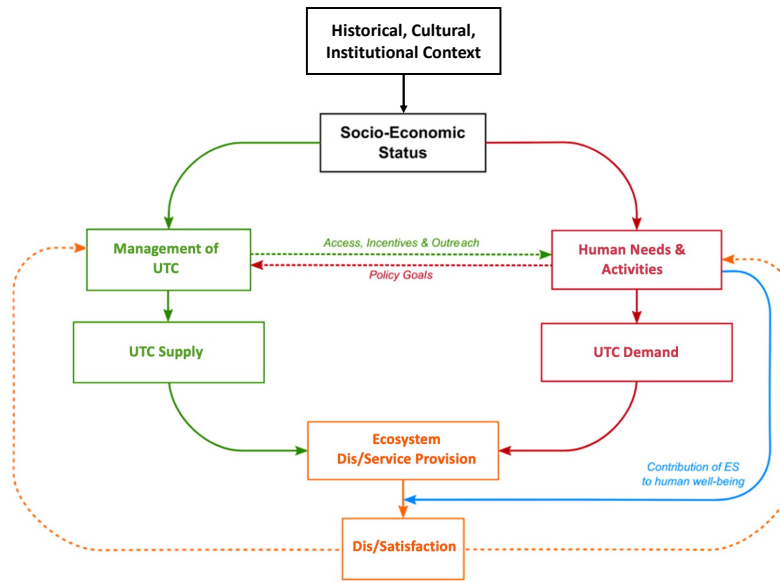 Historical, Cultural,
Institutional Context
Socio-Economic
Status
Management of
UTC
Access, Incentives & Outreach
Policy Goals
Human Needs &
Activities
UTC Supply
UTC Demand
Ecosystem
Dis/Service Provision
Contribution of ES
to human well-being
Dis/Satisfaction